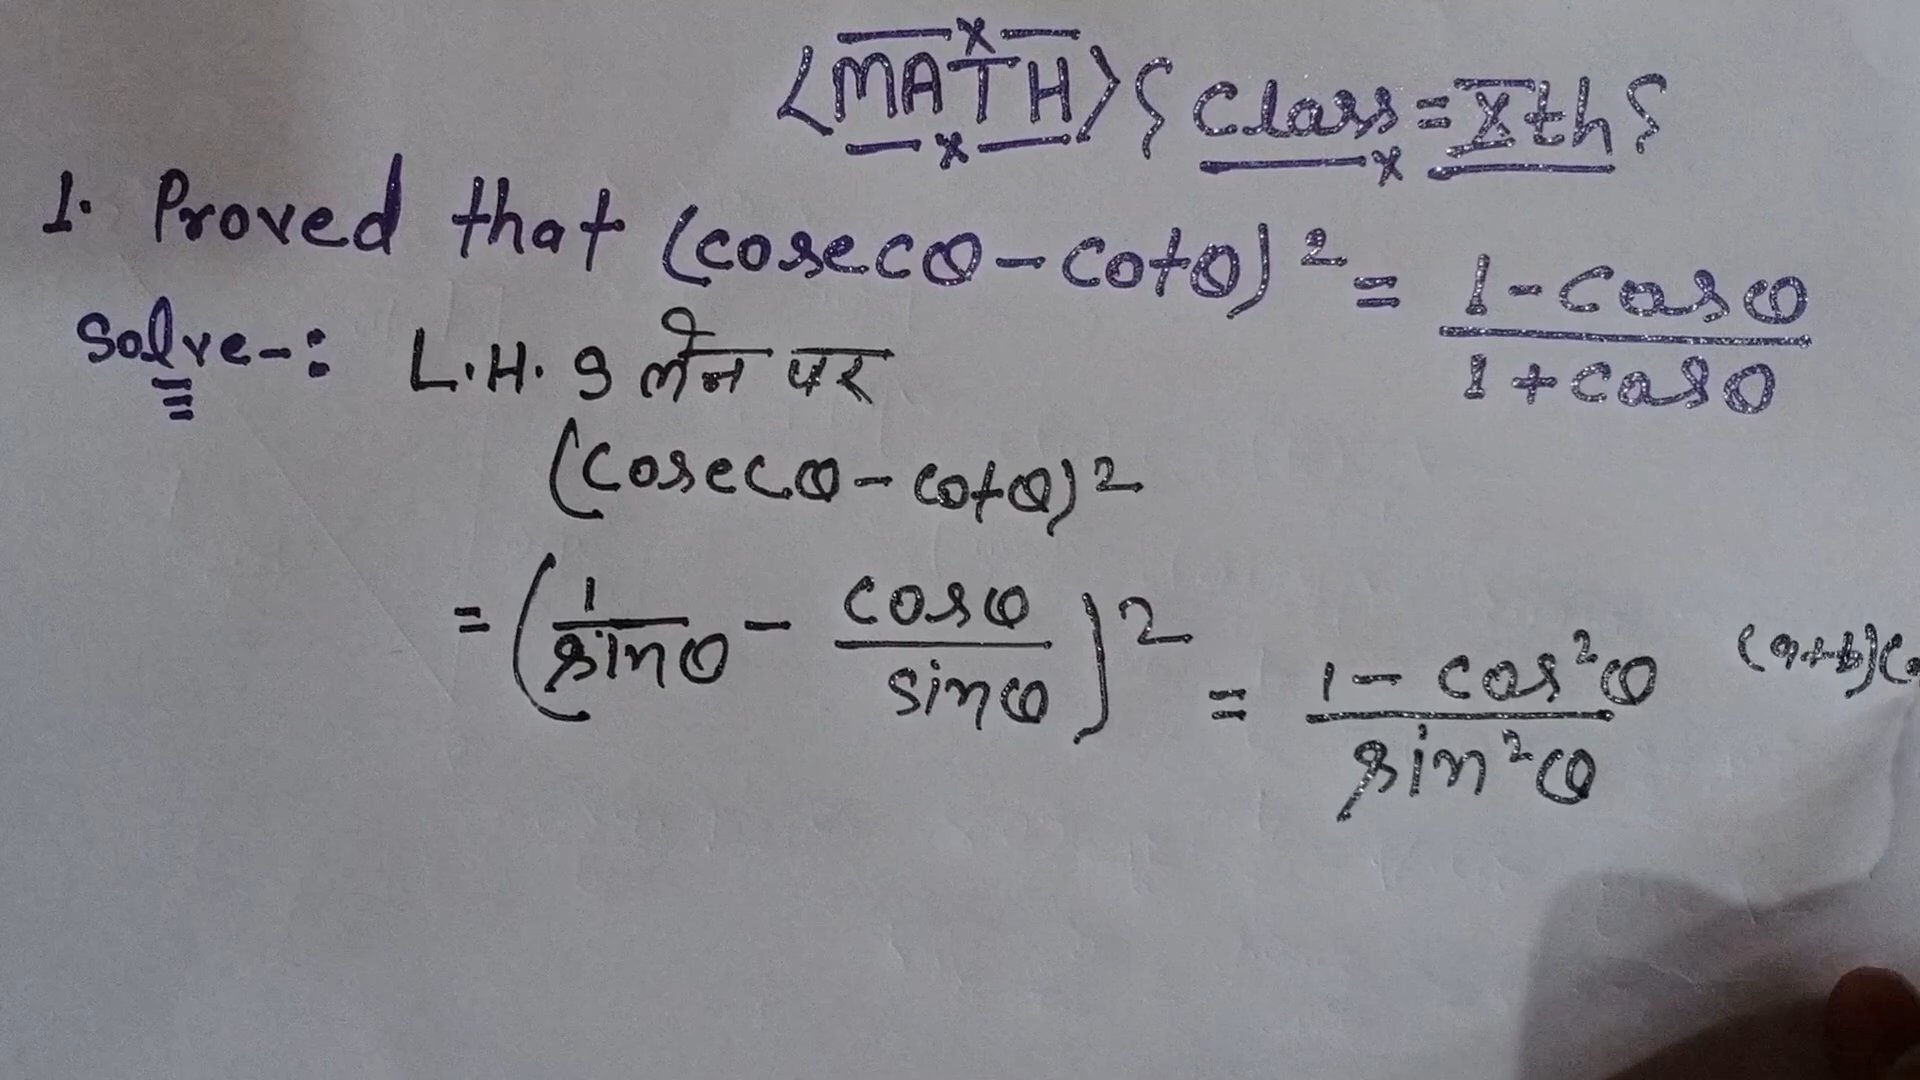 <MATH> { Class = Xth }
1. Proved that (cosecθ - cotθ)² = 1 - cosθ / 1 + cosθ
Solve-: L.H.S लेने पर
(cosecθ - cotθ)²
= (1/sinθ - cosθ/sinθ)² = 1 - cos²θ / sin²θ (a+b)(